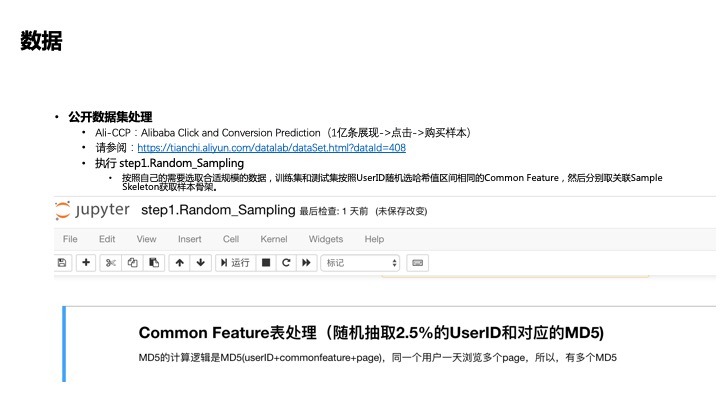 数据
• 公开数据集处理
• Ali-CCP：Alibaba Click and Conversion Prediction（1亿条展现->点击->购买样本）
• 请参阅：https://tianchi.aliyun.com/datalab/dataSet.html?dataId=408
• 执行 step1.Random_Sampling
• 按照自己的需要选取合适规模的数据，训练集和测试集按照UserID随机选哈希值区间相同的Common Feature，然后分别取关联Sample
Skeleton获取样本骨架。
jupyter step1.Random_Sampling 最后检查: 1 天前 (未保存改变)
File Edit View Insert Cell Kernel Widgets Help
运行 标记
Common Feature表处理（随机抽取2.5%的UserID和对应的MD5)
MD5的计算逻辑是MD5(userID+commonfeature+page)，同一个用户一天浏览多个page，所以，有多个MD5